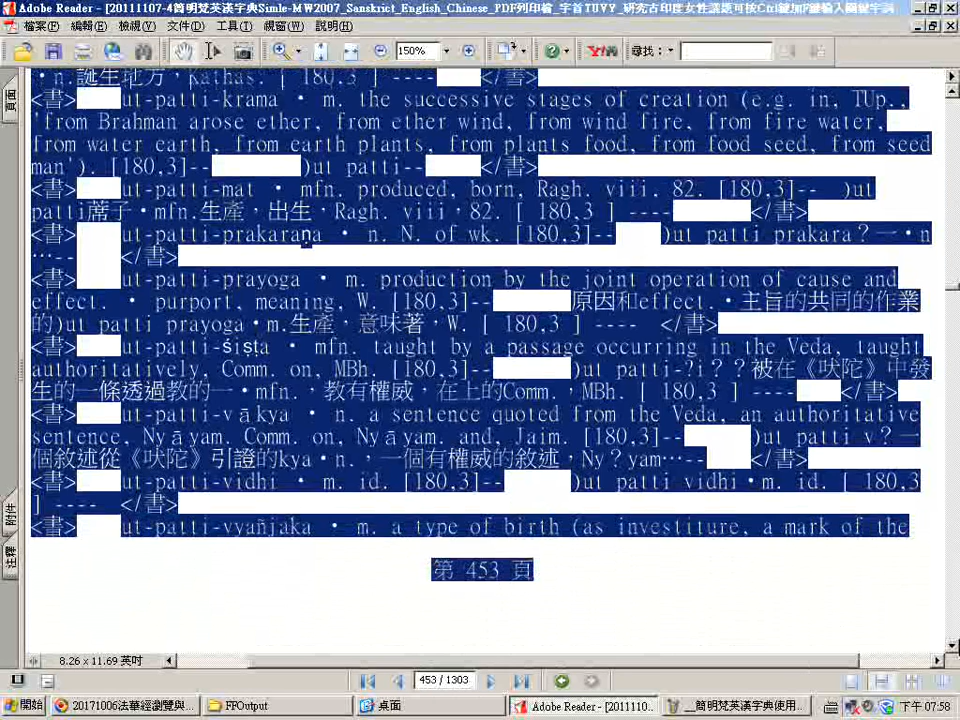 Adobe Reader - [20111107-4簡明梵英漢字典Simle-MW2007_Sanskrict_English_Chinese_PDF列印檔_字首TUVY_研究古印度女性議題可按Ctrl鍵加F鍵輸入關鍵字詞
檔案(F) 編輯(E) 檢視(V) 文件(D) 工具(T) 視窗(W) 說明(H)
150% Y! 尋找：
頁面
•n.誕生地方，kathas. [ 180,3 ] ---- </書>
<書> ut-patti-krama • m. the successive stages of creation (e.g. in, TUp.,
'from Brahman arose ether, from ether wind, from wind fire, from fire water,
from water earth, from earth plants, from plants food, from food seed, from seed
man'). [180,3]-- )ut patti-- </書>
<書> ut-patti-mat • mfn. produced, born, Ragh. viii, 82. [180,3]-- )ut
patti蓆子•mfn.生產，出生，Ragh. viii，82. [ 180,3 ] ---- </書>
<書> ut-patti-prakaraṇa • n. N. of wk. [180,3]-- )ut patti prakara？一•n
…-- </書>
<書> ut-patti-prayoga • m. production by the joint operation of cause and
effect. • purport, meaning, W. [180,3]-- 原因和effect.•主旨的共同的作業
的)ut patti prayoga•m.生產，意味著，W. [ 180,3 ] ---- </書>
<書> ut-patti-śiṣṭa • mfn. taught by a passage occurring in the Veda, taught
authoritatively, Comm. on, MBh. [180,3]-- )ut patti-?i？？被在《吠陀》中發
生的一條透過教的一•mfn.，教有權威，在上的Comm.，MBh. [ 180,3 ] ---- </書>
<書> ut-patti-vākya • n. a sentence quoted from the Veda, an authoritative
sentence, Nyāyam. Comm. on, Nyāyam. and, Jaim. [180,3]-- )ut patti v？一
個敘述從《吠陀》引證的kya•n.，一個有權威的敘述，Ny？yam…-- </書>
<書> ut-patti-vidhi • m. id. [180,3]-- )ut patti vidhi•m. id. [ 180,3
] ---- </書>
<書> ut-patti-vyañjaka • m. a type of birth (as investiture, a mark of the
第 453 頁
附件
注釋
8.26 x 11.69 英吋
453 / 1303
開始 20171006法華經瀏覽與... FFOutput 桌面 Adobe Reader - [2011110... __簡明梵英漢字典使用... 下午 07:58